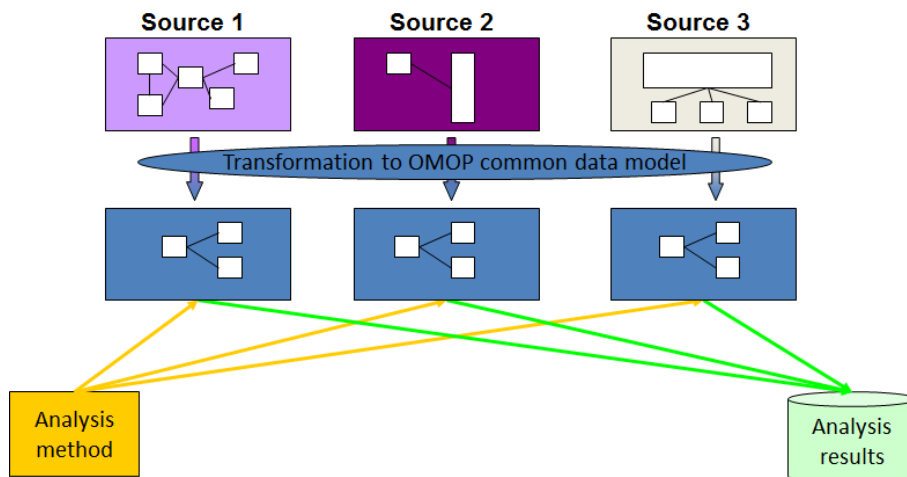 Source 1
Source 2
Source 3
Transformation to OMOP common data model
Analysis
method
Analysis
results